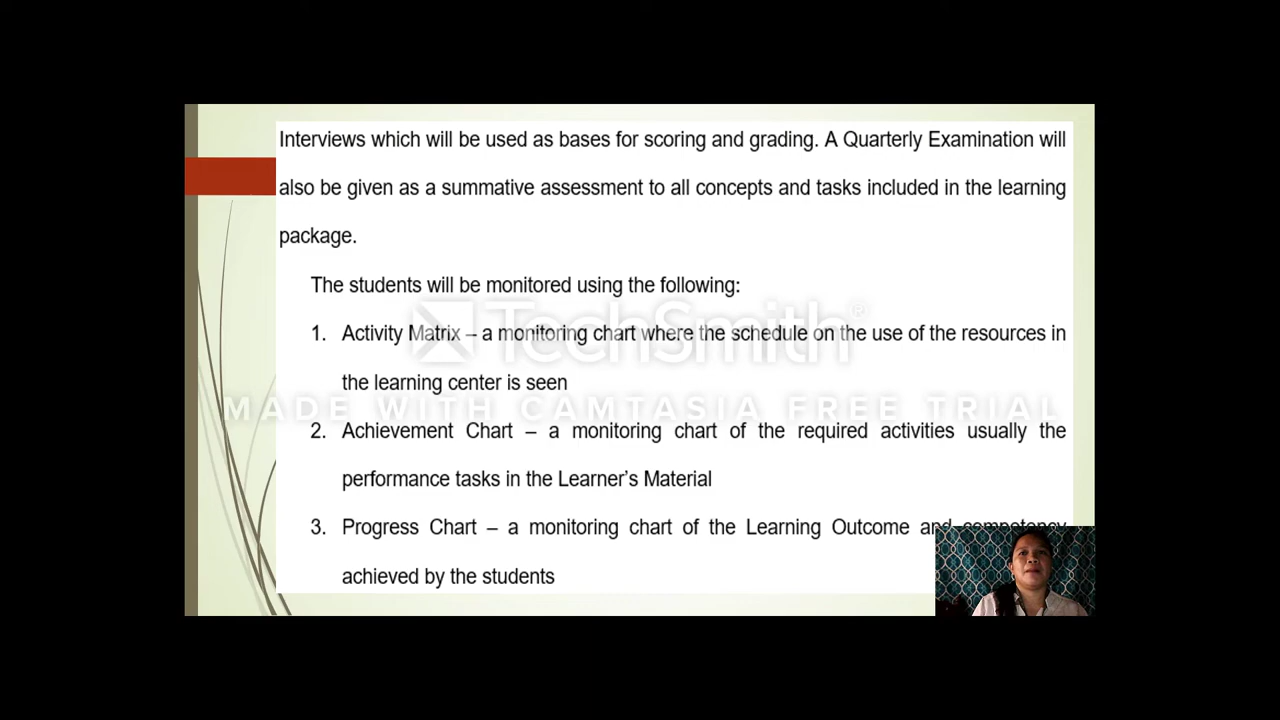 Interviews which will be used as bases for scoring and grading. A Quarterly Examination will
also be given as a summative assessment to all concepts and tasks included in the learning
package.
The students will be monitored using the following:
1. Activity Matrix – a monitoring chart where the schedule on the use of the resources in
the learning center is seen
TechSmith®
MADE WITH CAMTASIA FREE TRIAL
2. Achievement Chart – a monitoring chart of the required activities usually the
performance tasks in the Learner's Material
3. Progress Chart – a monitoring chart of the Learning Outcome and competency
achieved by the students